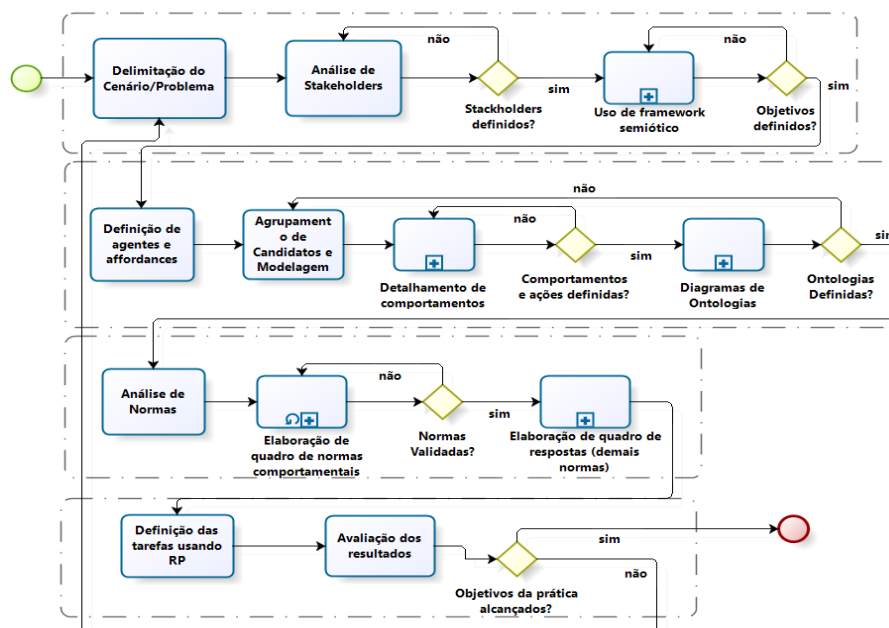 não
não
Delimitação do
Cenário/Problema
Análise de
Stakeholders
sim
sim
Stackholders
definidos?
Uso de framework
semiótico
Objetivos
definidos?
não
Definição de
agentes e
affordances
Agrupament
o de
Candidatos e
Modelagem
não
sim
sim
Detalhamento de
comportamentos
Comportamentos
e ações definidas?
Diagramas de
Ontologias
Ontologias
Definidas?
Análise de
Normas
não
sim
Elaboração de
quadro de normas
comportamentais
Normas
Validadas?
Elaboração de quadro de
respostas (demais
normas)
Definição das
tarefas usando
RP
Avaliação dos
resultados
sim
não
Objetivos da prática
alcançados?